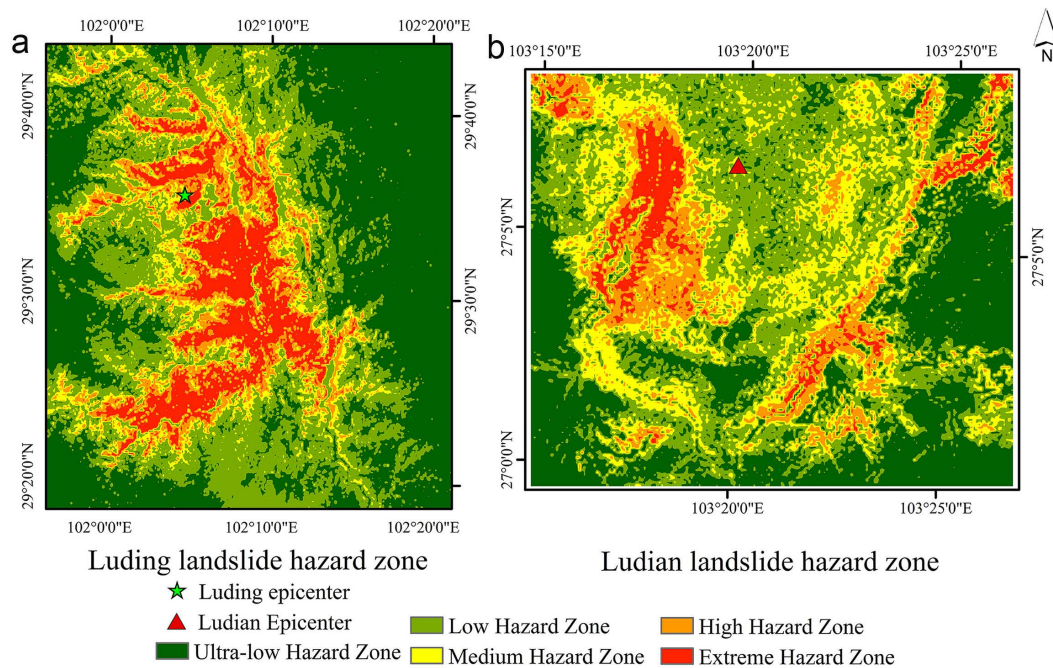 a
102°0'0"E
102°10'0"E
102°20'0"E
29°40'0"N
29°30'0"N
29°20'0"N
29°40'0"N
29°30'0"N
29°20'0"N
102°0'0"E
102°10'0"E
102°20'0"E
Luding landslide hazard zone
b
103°15'0"E
103°20'0"E
103°25'0"E
N
27°5'0"N
27°0'0"N
27°5'0"N
103°20'0"E
103°25'0"E
Ludian landslide hazard zone
Luding epicenter
Ludian Epicenter
Ultra-low Hazard Zone
Low Hazard Zone
Medium Hazard Zone
High Hazard Zone
Extreme Hazard Zone